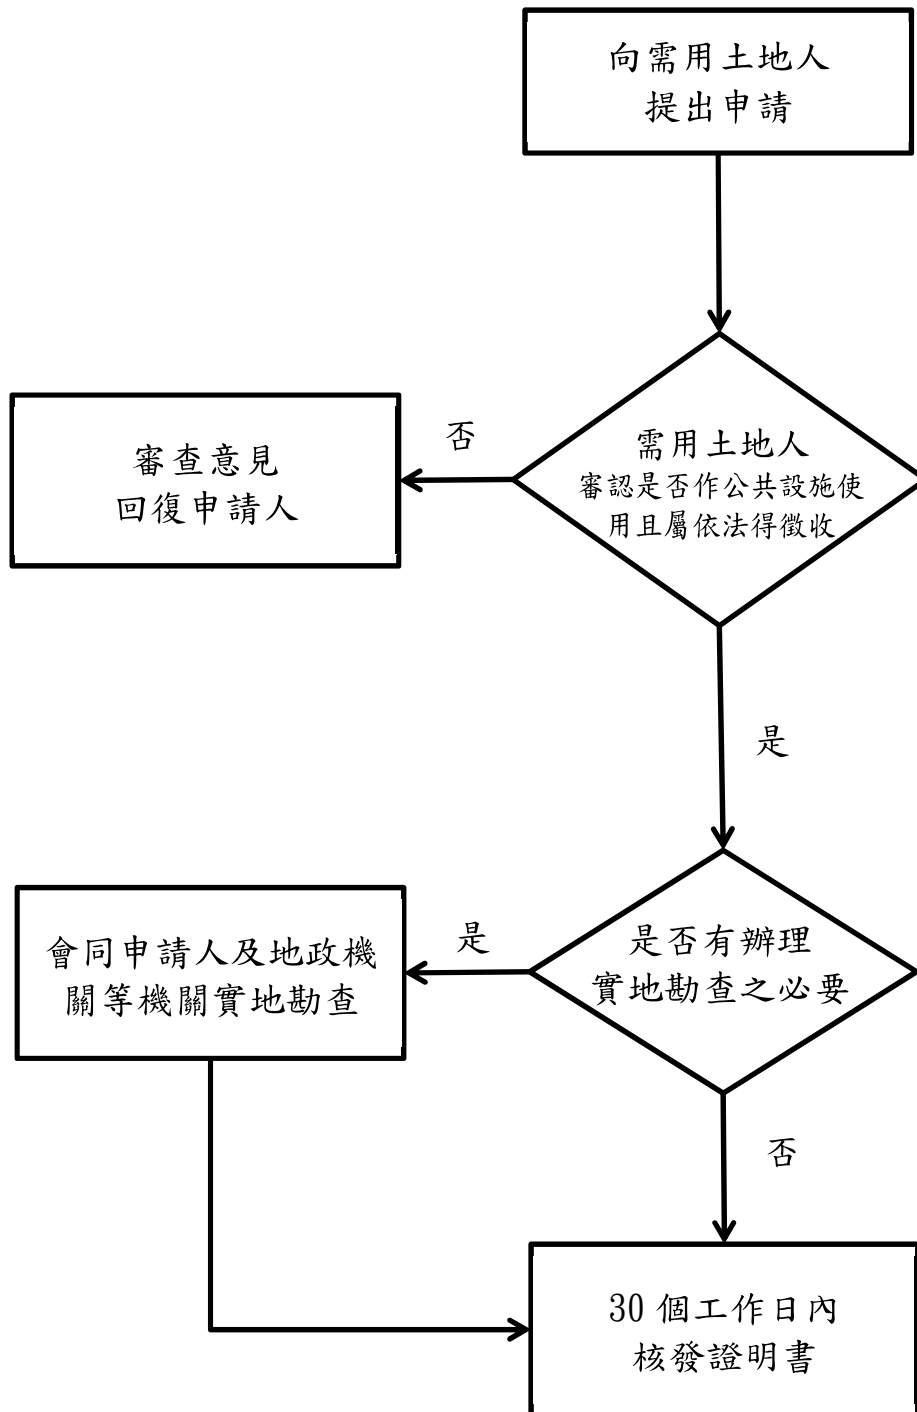 向需用土地人
提出申請
否
審查意見
回復申請人
需用土地人
審認是否作公共設施使
用且屬依法得徵收
是
會同申請人及地政機
關等機關實地勘查
是
是否有辦理
實地勘查之必要
否
30 個工作日內
核發證明書